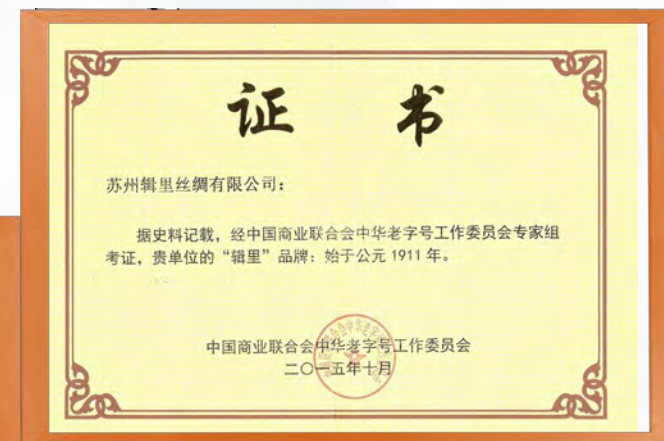 证 书
苏州辑里丝绸有限公司：
据史料记载，经中国商业联合会中华老字号工作委员会专家组
考证，贵单位的“辑里”品牌：始于公元 1911 年。
中国商业联合会中华老字号工作委员会
二〇一五年十月